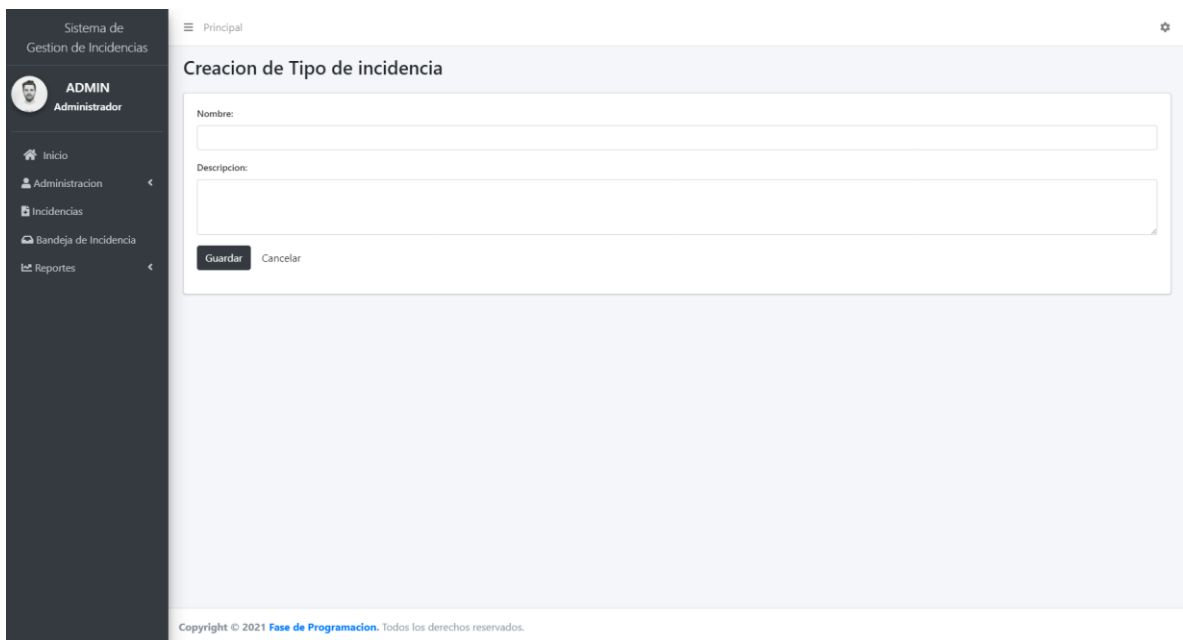 Sistema de
Gestion de Incidencias
ADMIN
Administrador
Inicio
Administracion
Incidencias
Bandeja de Incidencia
Reportes
Principal
Creacion de Tipo de incidencia
Nombre:
Descripcion:
Guardar Cancelar
Copyright © 2021 Fase de Programacion. Todos los derechos reservados.